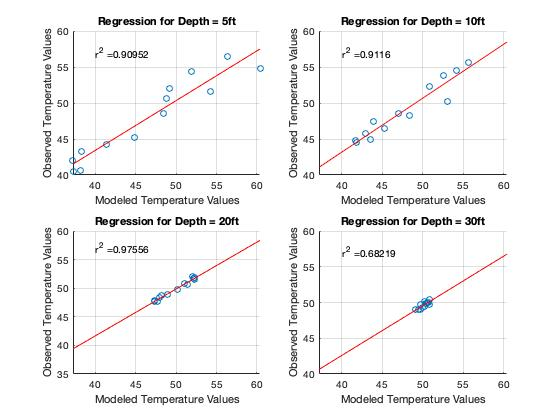 Regression for Depth = 5ft
Observed Temperature Values
60
55
50
45
40
r² =0.90952
40 45 50 55 60
Modeled Temperature Values
Regression for Depth = 10ft
Observed Temperature Values
60
55
50
45
40
r² =0.9116
40 45 50 55 60
Modeled Temperature Values
Regression for Depth = 20ft
Observed Temperature Values
60
55
50
45
40
35
r² =0.97556
40 45 50 55 60
Modeled Temperature Values
Regression for Depth = 30ft
Observed Temperature Values
60
55
50
45
40
r² =0.68219
40 45 50 55 60
Modeled Temperature Values